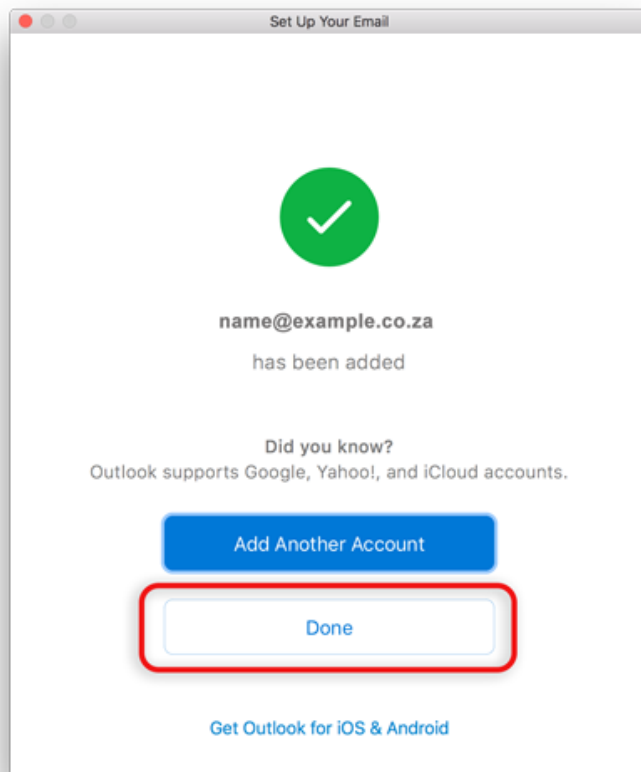 Set Up Your Email
name@example.co.za
has been added
Did you know?
Outlook supports Google, Yahoo!, and iCloud accounts.
Add Another Account
Done
Get Outlook for iOS & Android